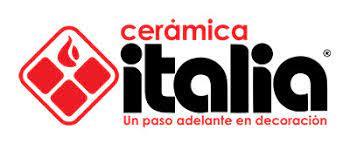 cerámica
italia®
Un paso adelante en decoración